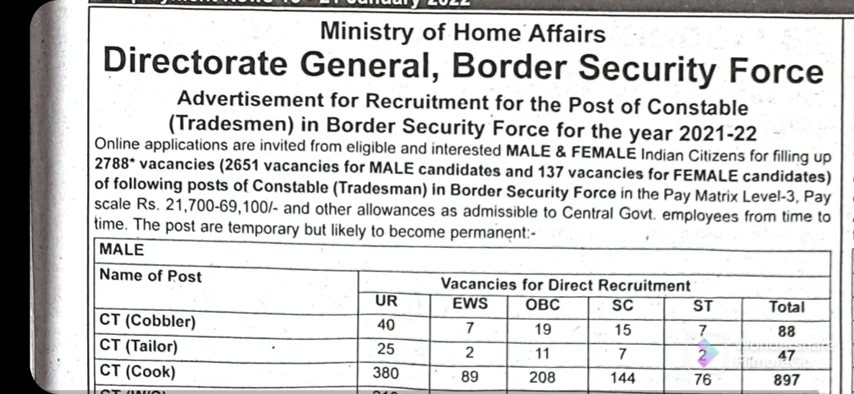 Ministry of Home Affairs
Directorate General, Border Security Force
Advertisement for Recruitment for the Post of Constable
(Tradesmen) in Border Security Force for the year 2021-22
Online applications are invited from eligible and interested MALE & FEMALE Indian Citizens for filling up
2788* vacancies (2651 vacancies for MALE candidates and 137 vacancies for FEMALE candidates)
of following posts of Constable (Tradesman) in Border Security Force in the Pay Matrix Level-3, Pay
scale Rs. 21,700-69,100/- and other allowances as admissible to Central Govt. employees from time to
time. The post are temporary but likely to become permanent:-
MALE
Name of Post Vacancies for Direct Recruitment
UR EWS OBC SC ST Total
CT (Cobbler) 40 7 19 15 7 88
CT (Tailor) 25 2 11 7 2 47
CT (Cook) 380 89 208 144 76 897